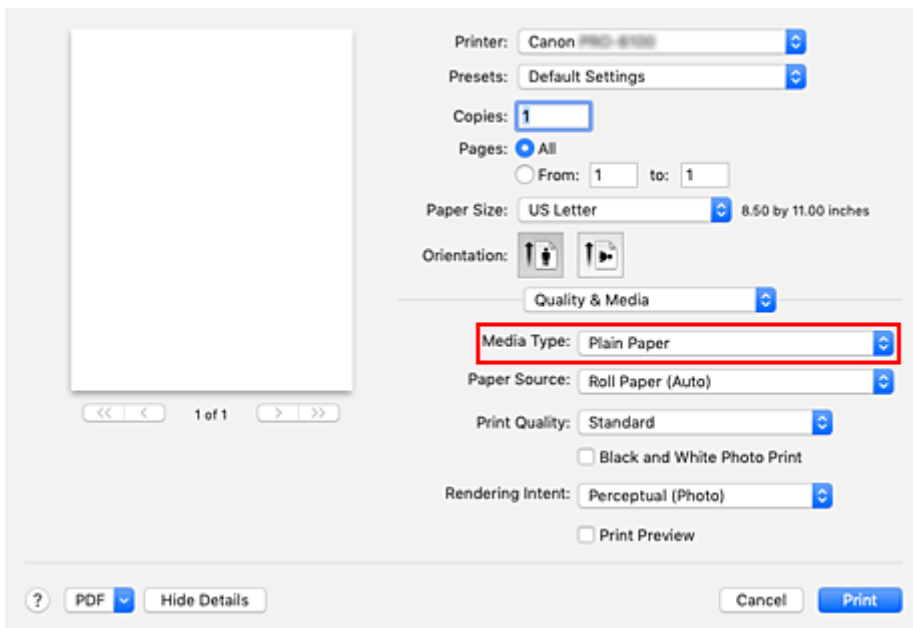 Printer: Canon
Presets: Default Settings
Copies: 1
Pages: All
From: 1 to: 1
Paper Size: US Letter 8.50 by 11.00 inches
Orientation:
Quality & Media
Media Type: Plain Paper
Paper Source: Roll Paper (Auto)
<< < 1 of 1 > >>
Print Quality: Standard
Black and White Photo Print
Rendering Intent: Perceptual (Photo)
Print Preview
? PDF Hide Details Cancel Print